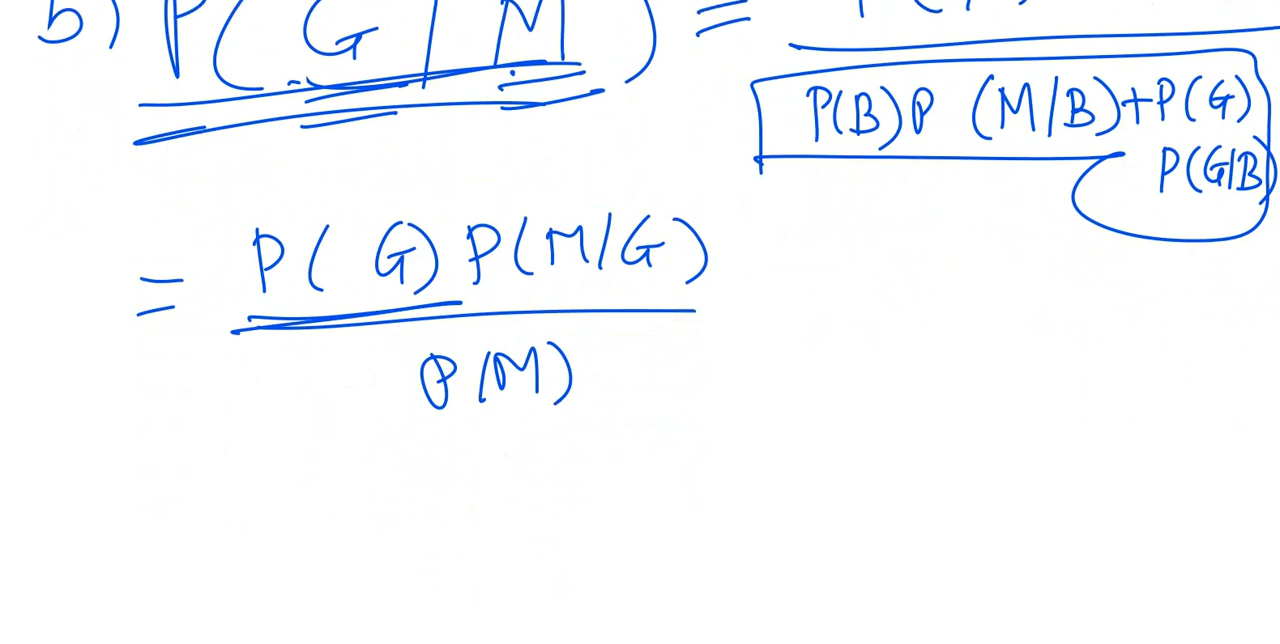 b) P( G / M ) =
P(B) P (M/B)+P(G)
P(G/B)
= P( G) P(M/G)
P(M)